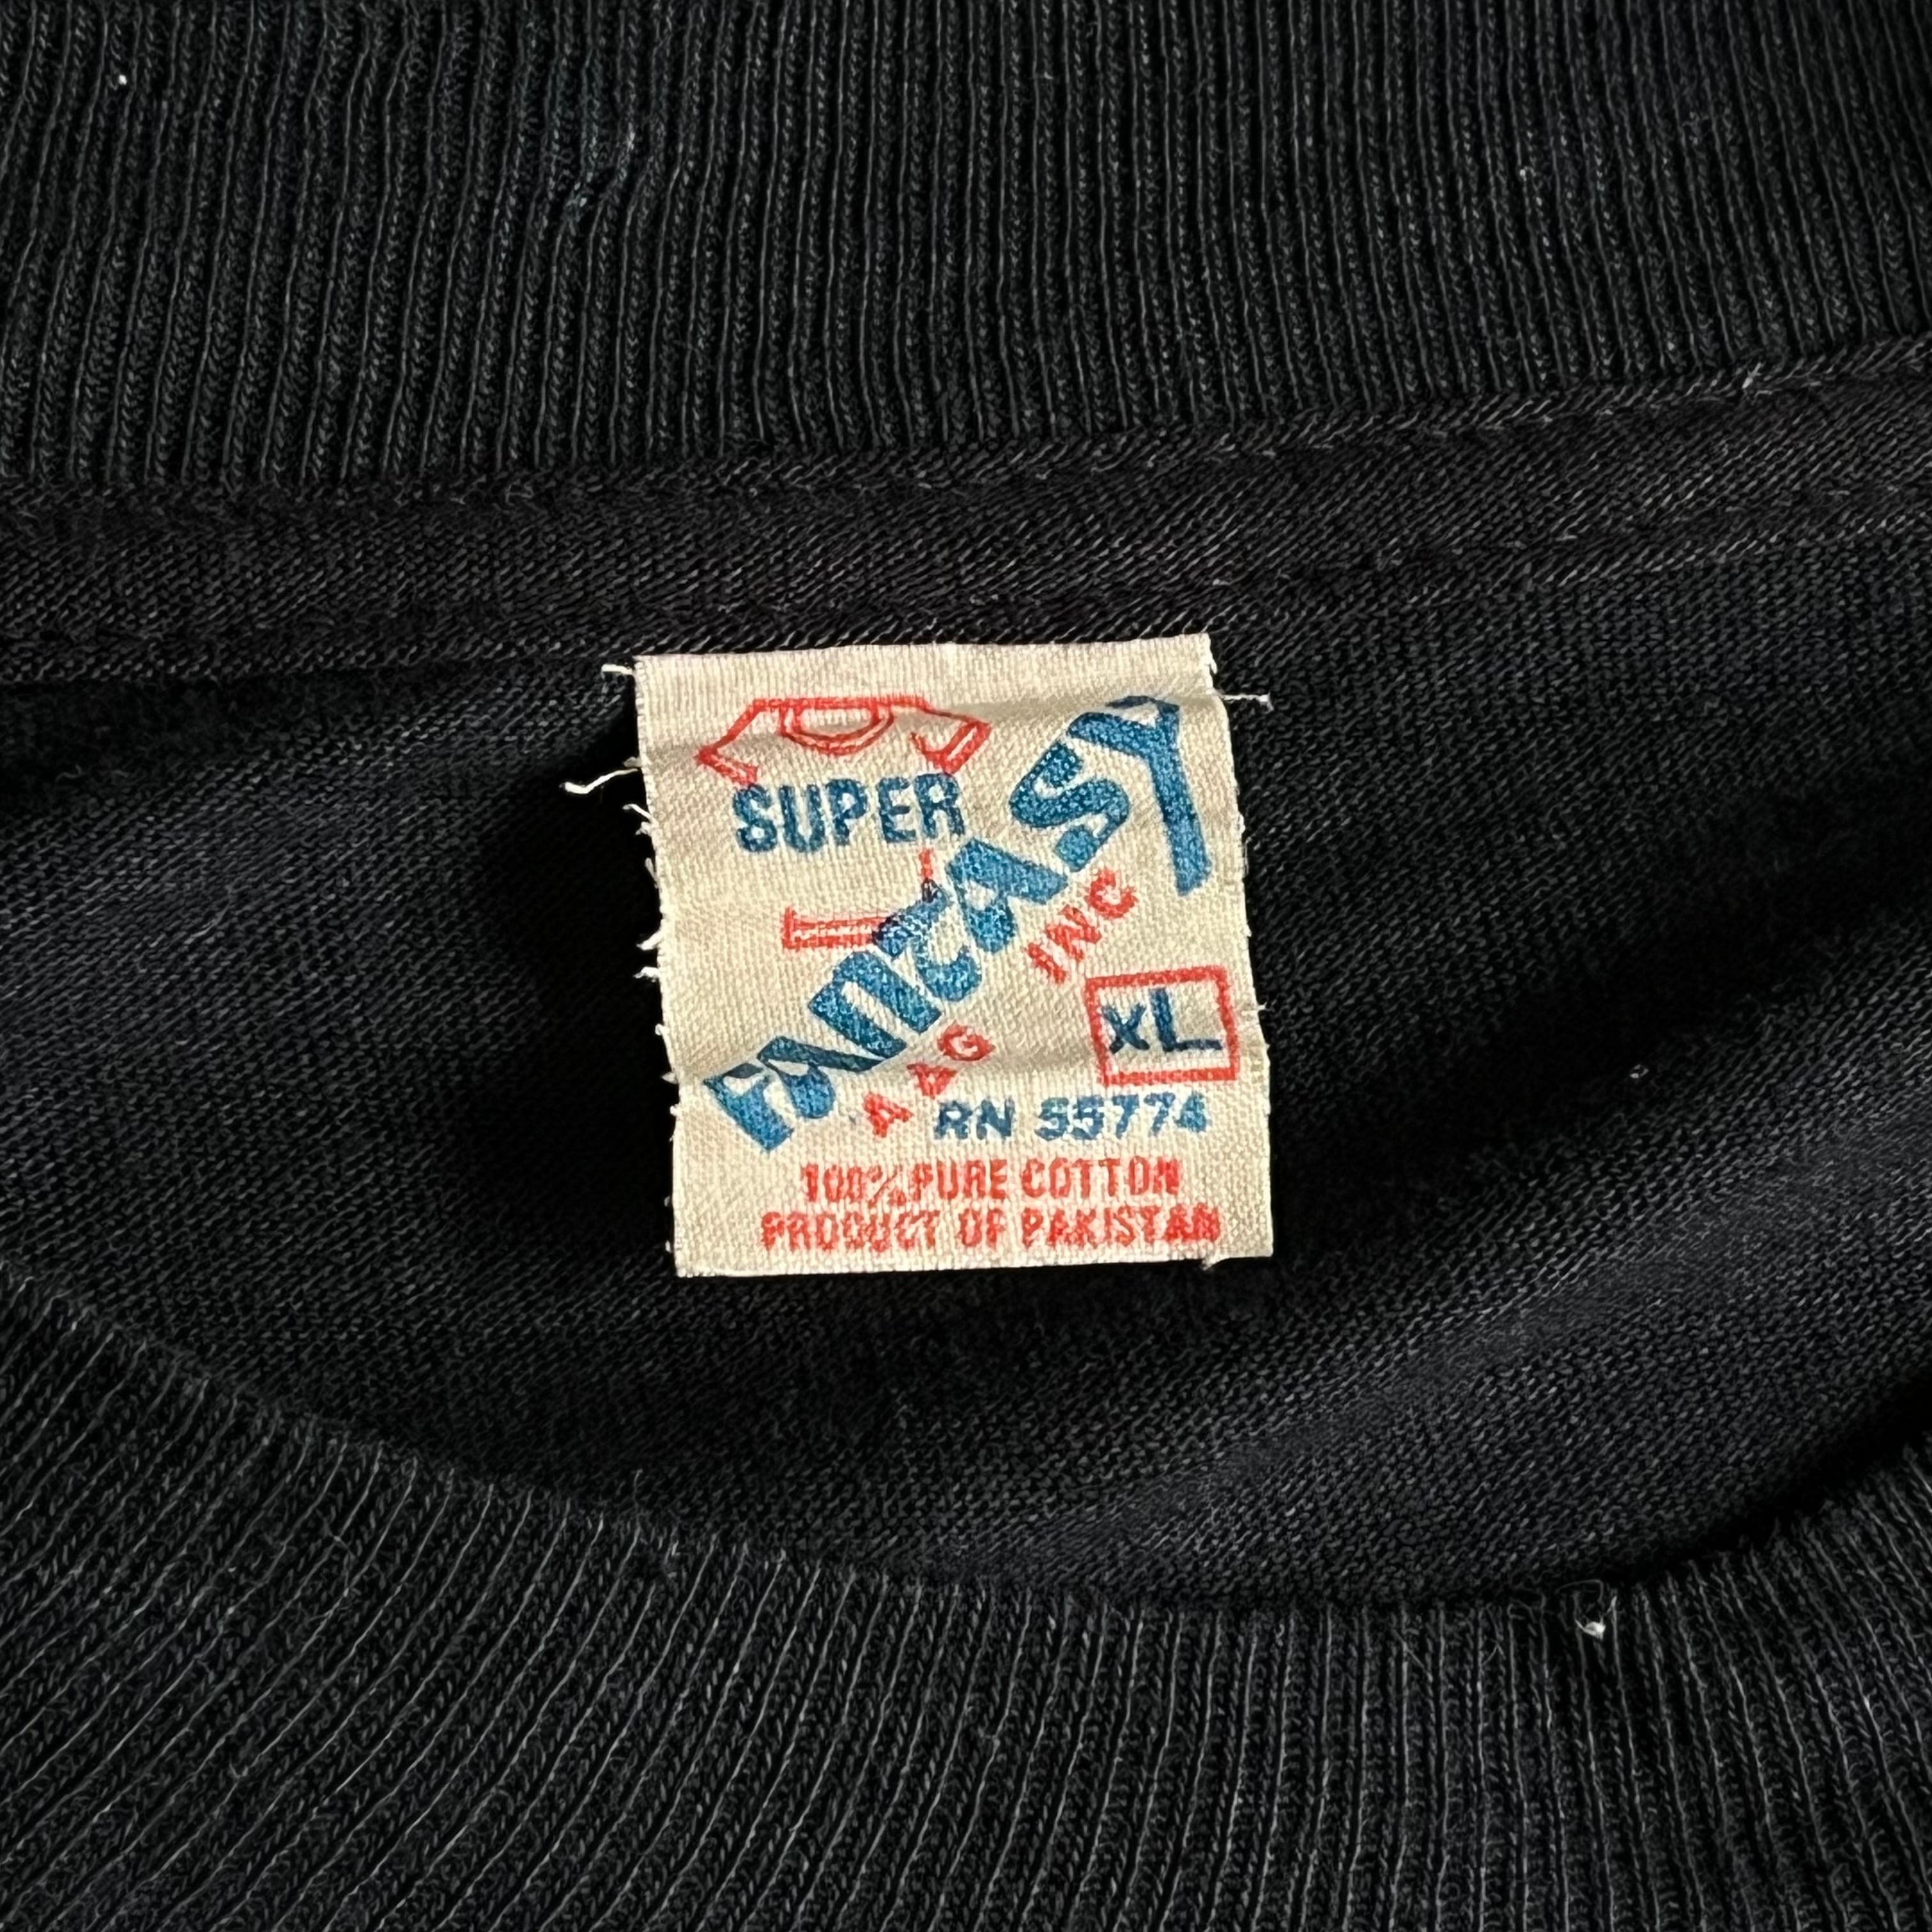 SUPER
FANTASY
A & G INC
XL
RN 55774
100% PURE COTTON
PRODUCT OF PAKISTAN